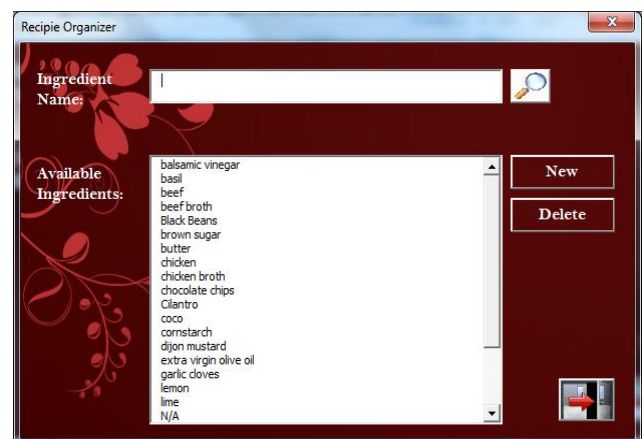 Recipie Organizer
x
Ingredient
Name:
Available
Ingredients:
balsamic vinegar
basil
beef
beef broth
Black Beans
brown sugar
butter
chicken
chicken broth
chocolate chips
Cilantro
coco
cornstarch
dijon mustard
extra virgin olive oil
garlic cloves
lemon
lime
N/A
New
Delete